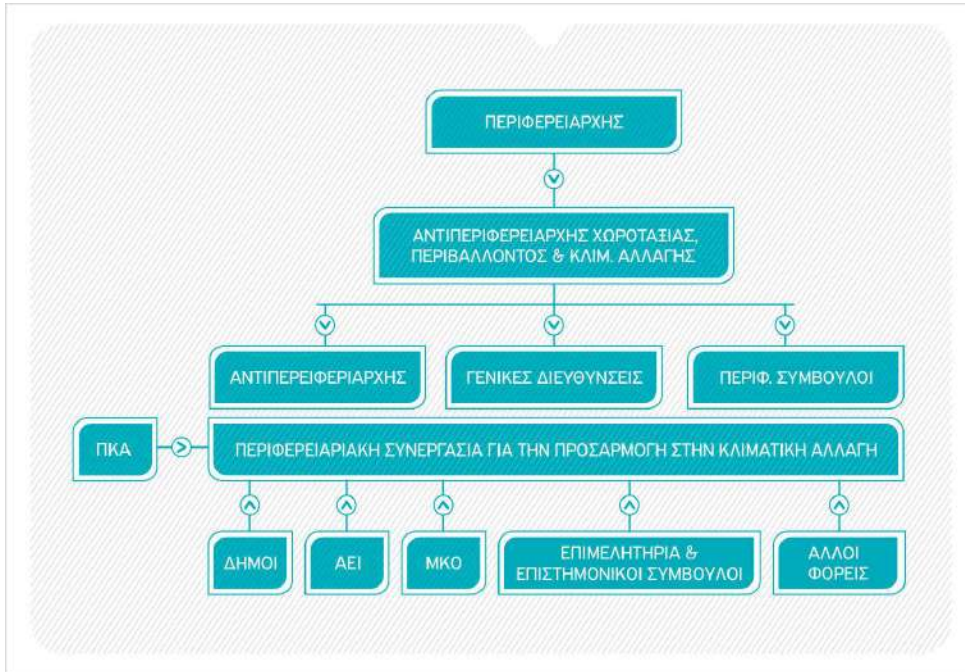 ΠΕΡΙΦΕΡΕΙΑΡΧΗΣ
ΑΝΤΙΠΕΡΙΦΕΡΕΙΑΡΧΗΣ ΧΩΡΟΤΑΞΙΑΣ,
ΠΕΡΙΒΑΛΛΟΝΤΟΣ & ΚΛΙΜ. ΑΛΛΑΓΗΣ
ΑΝΤΙΠΕΡΕΙΦΕΡΙΑΡΧΗΣ
ΓΕΝΙΚΕΣ ΔΙΕΥΘΥΝΣΕΙΣ
ΠΕΡΙΦ. ΣΥΜΒΟΥΛΟΙ
ΠΚΑ
ΠΕΡΙΦΕΡΕΙΑΡΙΑΚΗ ΣΥΝΕΡΓΑΣΙΑ ΓΙΑ ΤΗΝ ΠΡΟΣΑΡΜΟΓΗ ΣΤΗΝ ΚΛΙΜΑΤΙΚΗ ΑΛΛΑΓΗ
ΔΗΜΟΙ
ΑΕΙ
ΜΚΟ
ΕΠΙΜΕΛΗΤΗΡΙΑ &
ΕΠΙΣΤΗΜΟΝΙΚΟΙ ΣΥΜΒΟΥΛΟΙ
ΑΛΛΟΙ
ΦΟΡΕΙΣ